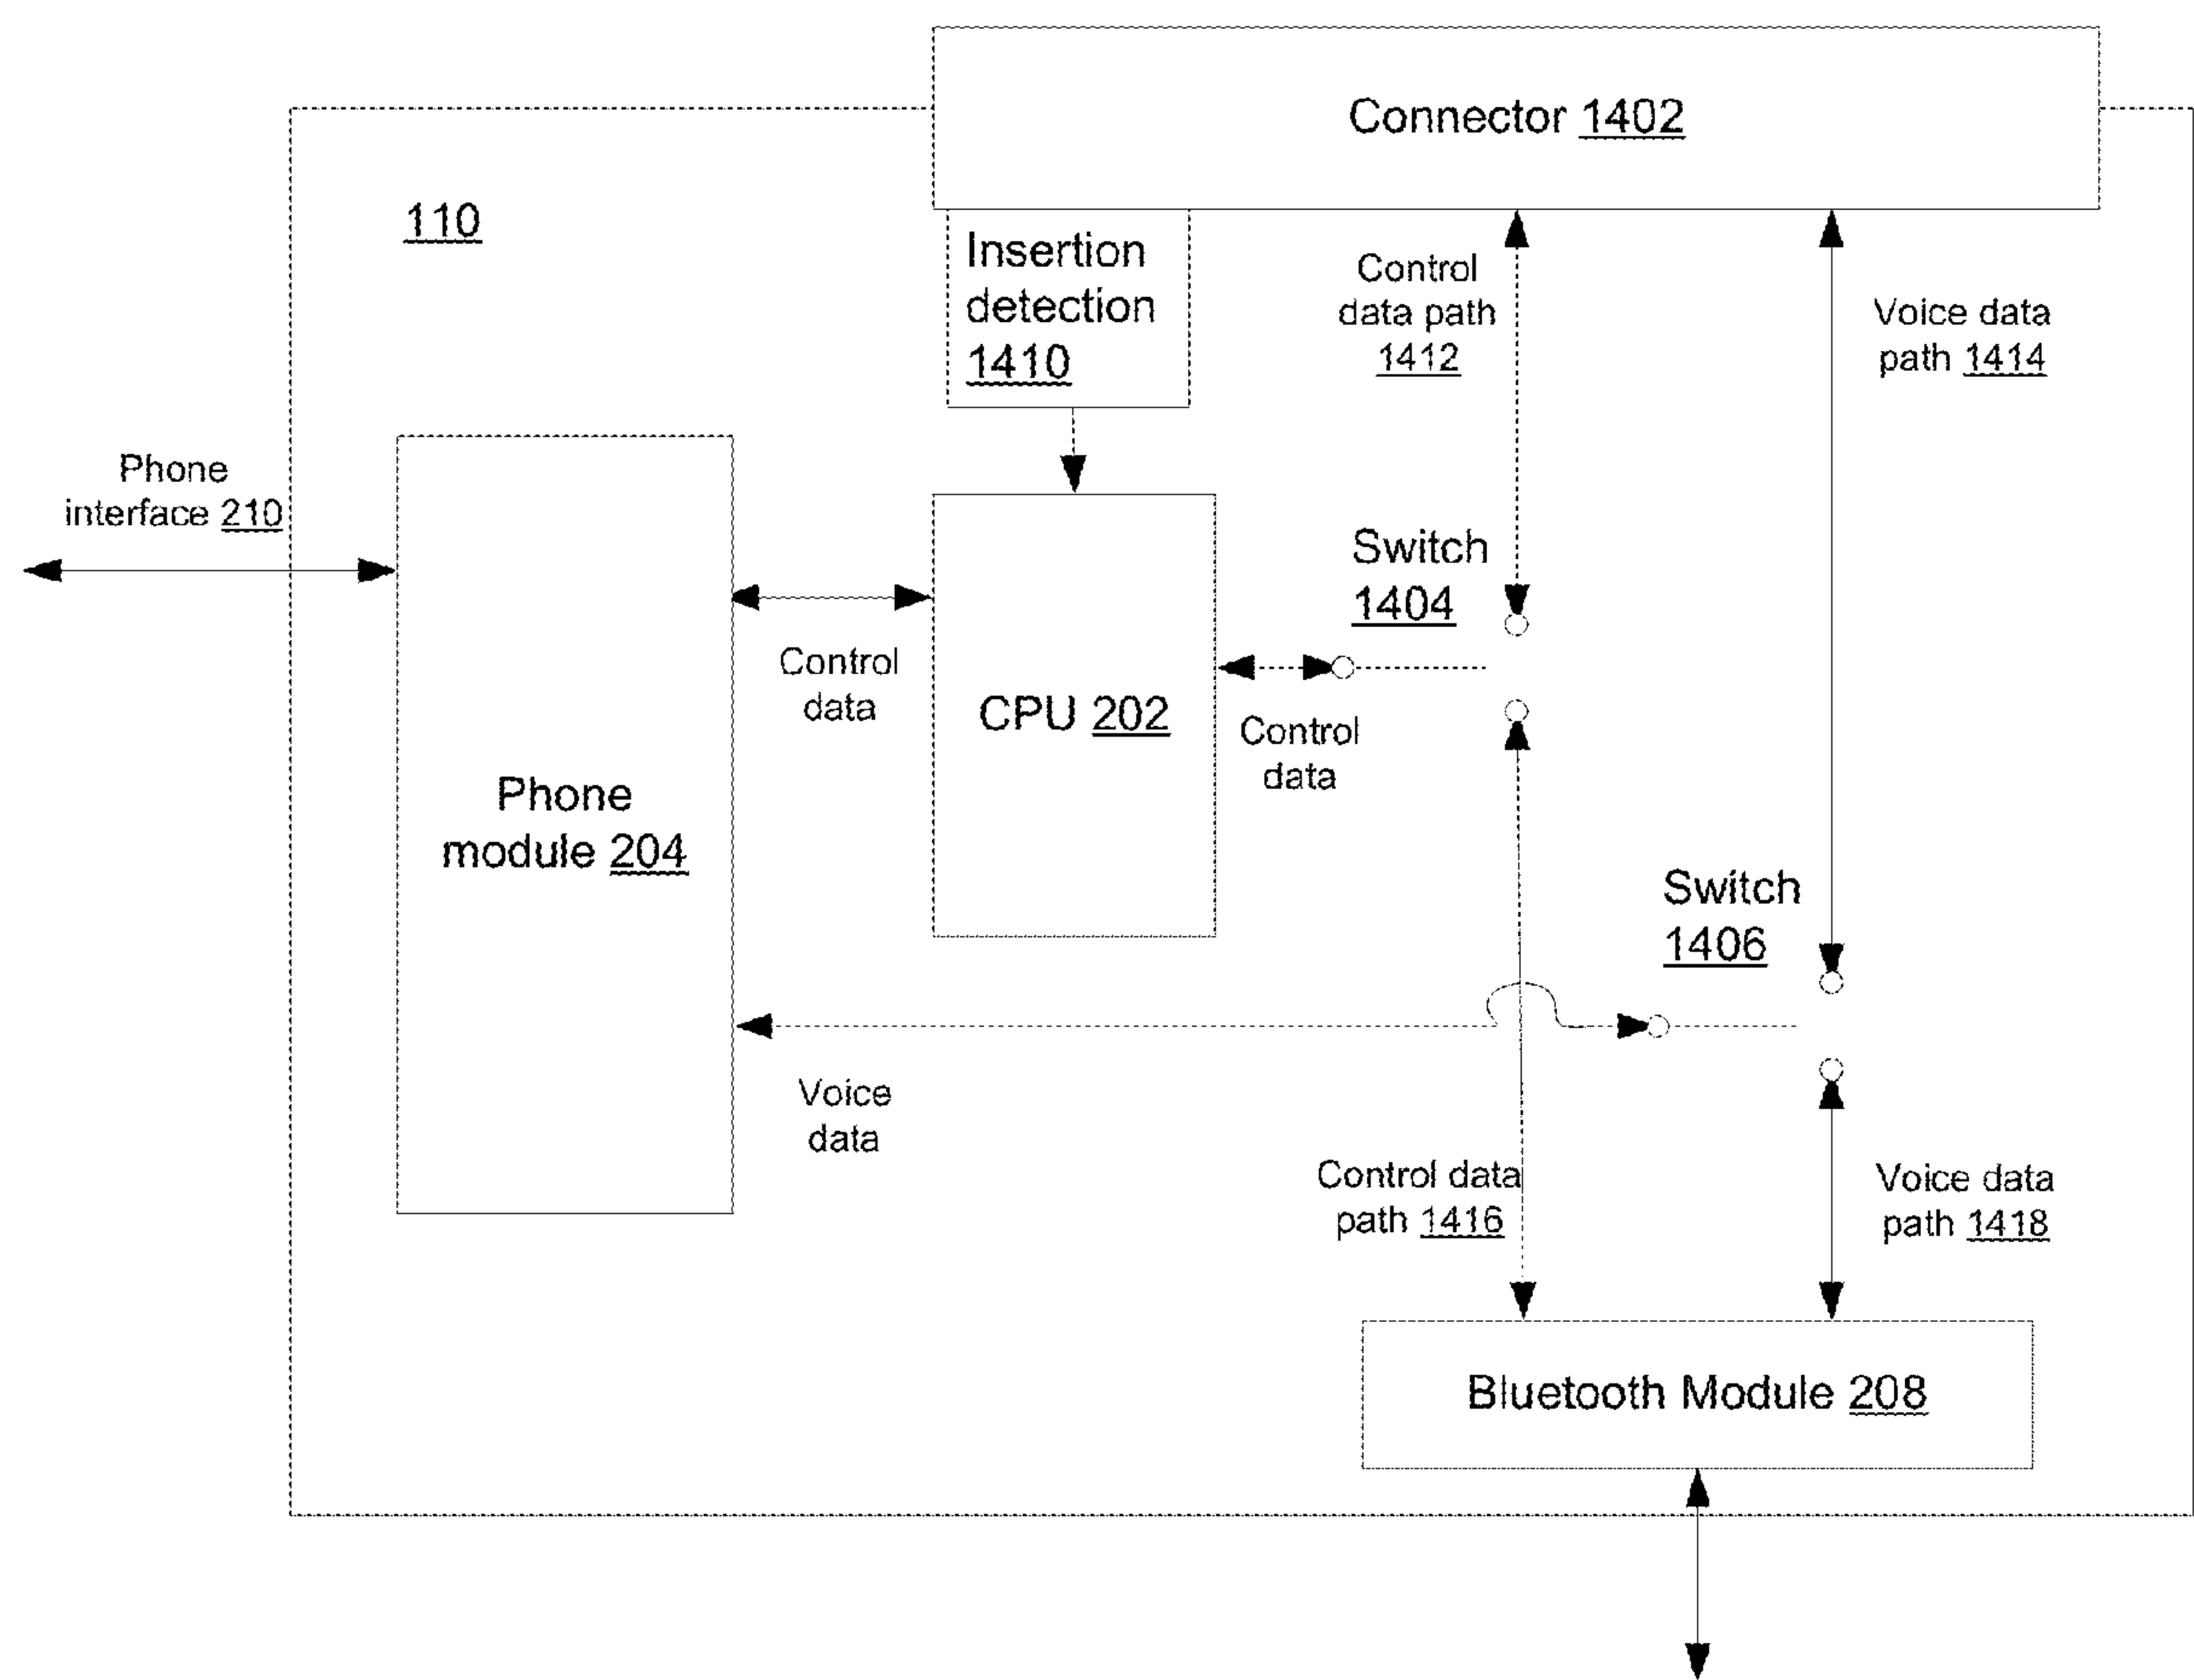 Connector 1402
110
Insertion
detection
1410
Control
data path
1412
Voice data
path 1414
Phone
interface 210
Switch
1404
Control
data
CPU 202
Control
data
Phone
module 204
Switch
1406
Voice
data
Control data
path 1416
Voice data
path 1418
Bluetooth Module 208